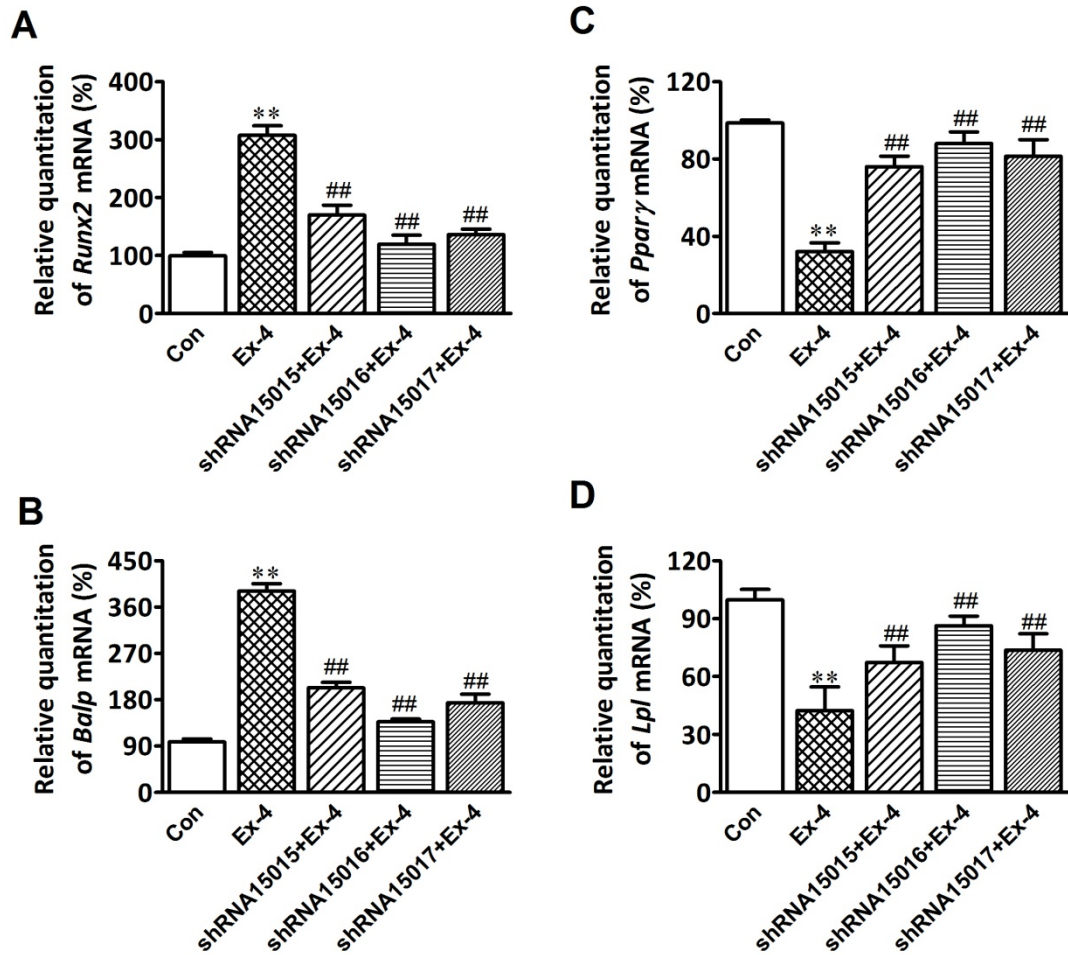 A
Relative quantitation
of Runx2 mRNA (%)
400
300
200
100
0
**
##
##
##
Con
Ex-4
shRNA15015+Ex-4
shRNA15016+Ex-4
shRNA15017+Ex-4
C
Relative quantitation
of Pparγ mRNA (%)
120
80
40
0
**
##
##
##
Con
Ex-4
shRNA15015+Ex-4
shRNA15016+Ex-4
shRNA15017+Ex-4
B
Relative quantitation
of Balp mRNA (%)
450
360
270
180
90
0
**
##
##
##
Con
Ex-4
shRNA15015+Ex-4
shRNA15016+Ex-4
shRNA15017+Ex-4
D
Relative quantitation
of Lpl mRNA (%)
120
90
60
30
0
**
##
##
##
Con
Ex-4
shRNA15015+Ex-4
shRNA15016+Ex-4
shRNA15017+Ex-4